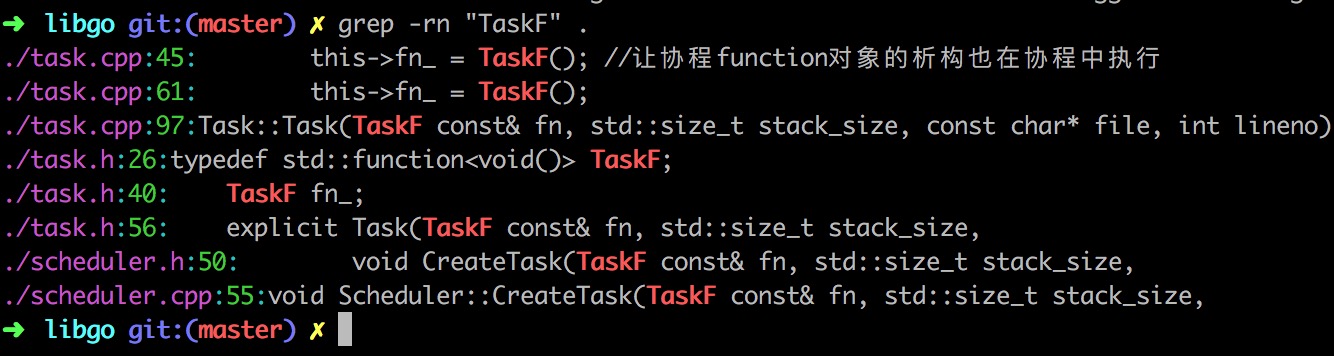 ➜ libgo git:(master) ✗ grep -rn "TaskF" .
./task.cpp:45:        this->fn_ = TaskF(); //让协程function对象的析构也在协程中执行
./task.cpp:61:        this->fn_ = TaskF();
./task.cpp:97:Task::Task(TaskF const& fn, std::size_t stack_size, const char* file, int lineno)
./task.h:26:typedef std::function<void()> TaskF;
./task.h:40:    TaskF fn_;
./task.h:56:    explicit Task(TaskF const& fn, std::size_t stack_size,
./scheduler.h:50:        void CreateTask(TaskF const& fn, std::size_t stack_size,
./scheduler.cpp:55:void Scheduler::CreateTask(TaskF const& fn, std::size_t stack_size,
➜ libgo git:(master) ✗